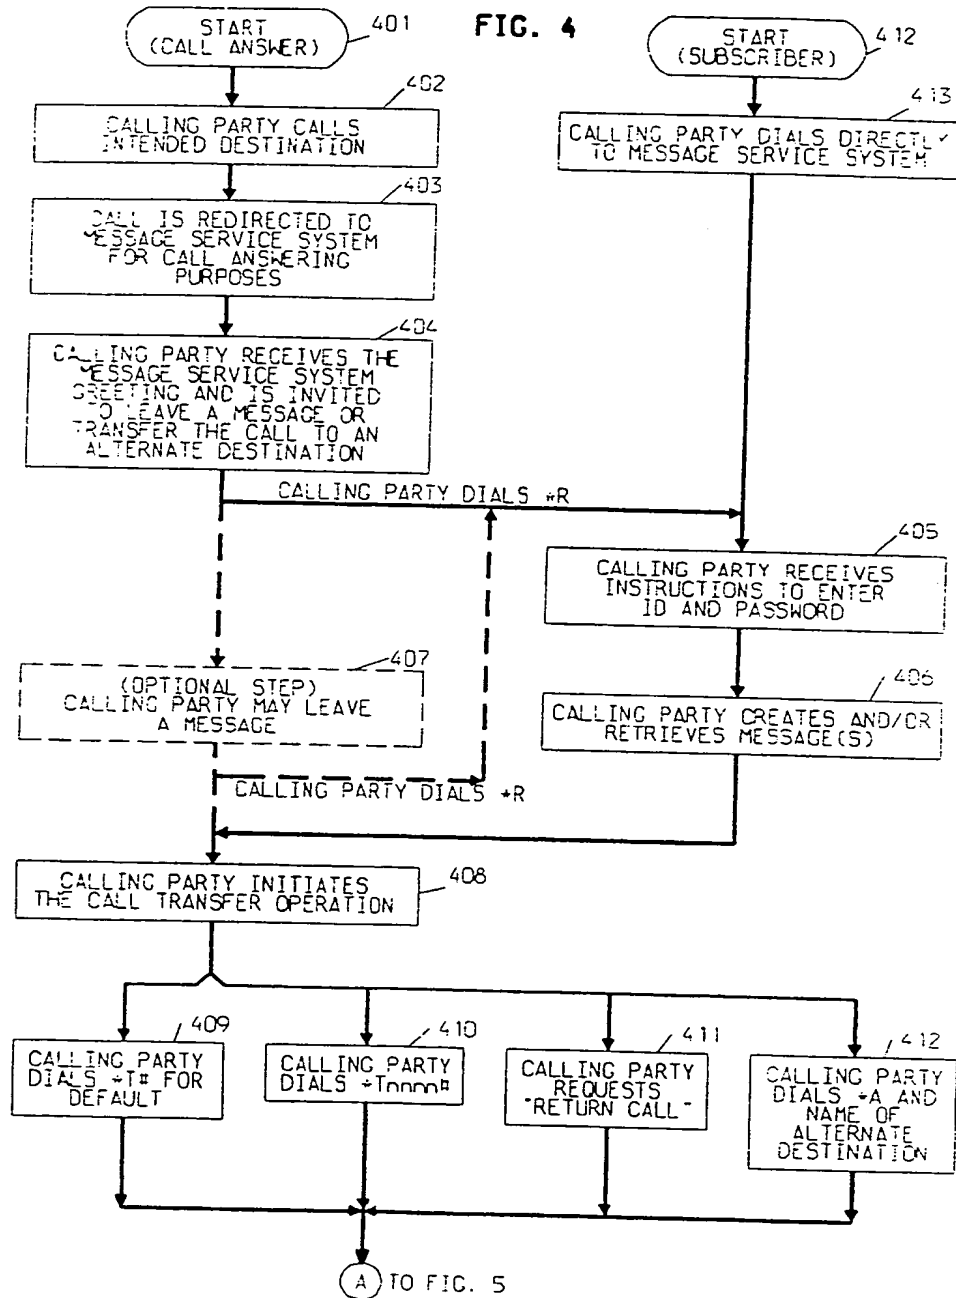 FIG. 4
START
(CALL ANSWER)
401
402
CALLING PARTY CALLS
INTENDED DESTINATION
403
CALL IS REDIRECTED TO
MESSAGE SERVICE SYSTEM
FOR CALL ANSWERING
PURPOSES
404
CALLING PARTY RECEIVES THE
MESSAGE SERVICE SYSTEM
GREETING AND IS INVITED
TO LEAVE A MESSAGE OR
TRANSFER THE CALL TO AN
ALTERNATE DESTINATION
START
(SUBSCRIBER)
412
413
CALLING PARTY DIALS DIRECTLY
TO MESSAGE SERVICE SYSTEM
CALLING PARTY DIALS *R
405
CALLING PARTY RECEIVES
INSTRUCTIONS TO ENTER
ID AND PASSWORD
406
CALLING PARTY CREATES AND/OR
RETRIEVES MESSAGE(S)
407
(OPTIONAL STEP)
CALLING PARTY MAY LEAVE
A MESSAGE
CALLING PARTY DIALS *R
CALLING PARTY INITIATES
THE CALL TRANSFER OPERATION
408
409
CALLING PARTY
DIALS *T# FOR
DEFAULT
410
CALLING PARTY
DIALS *Tnnnn#
411
CALLING PARTY
REQUESTS
"RETURN CALL"
412
CALLING PARTY
DIALS *A AND
NAME OF
ALTERNATE
DESTINATION
A TO FIG. 5